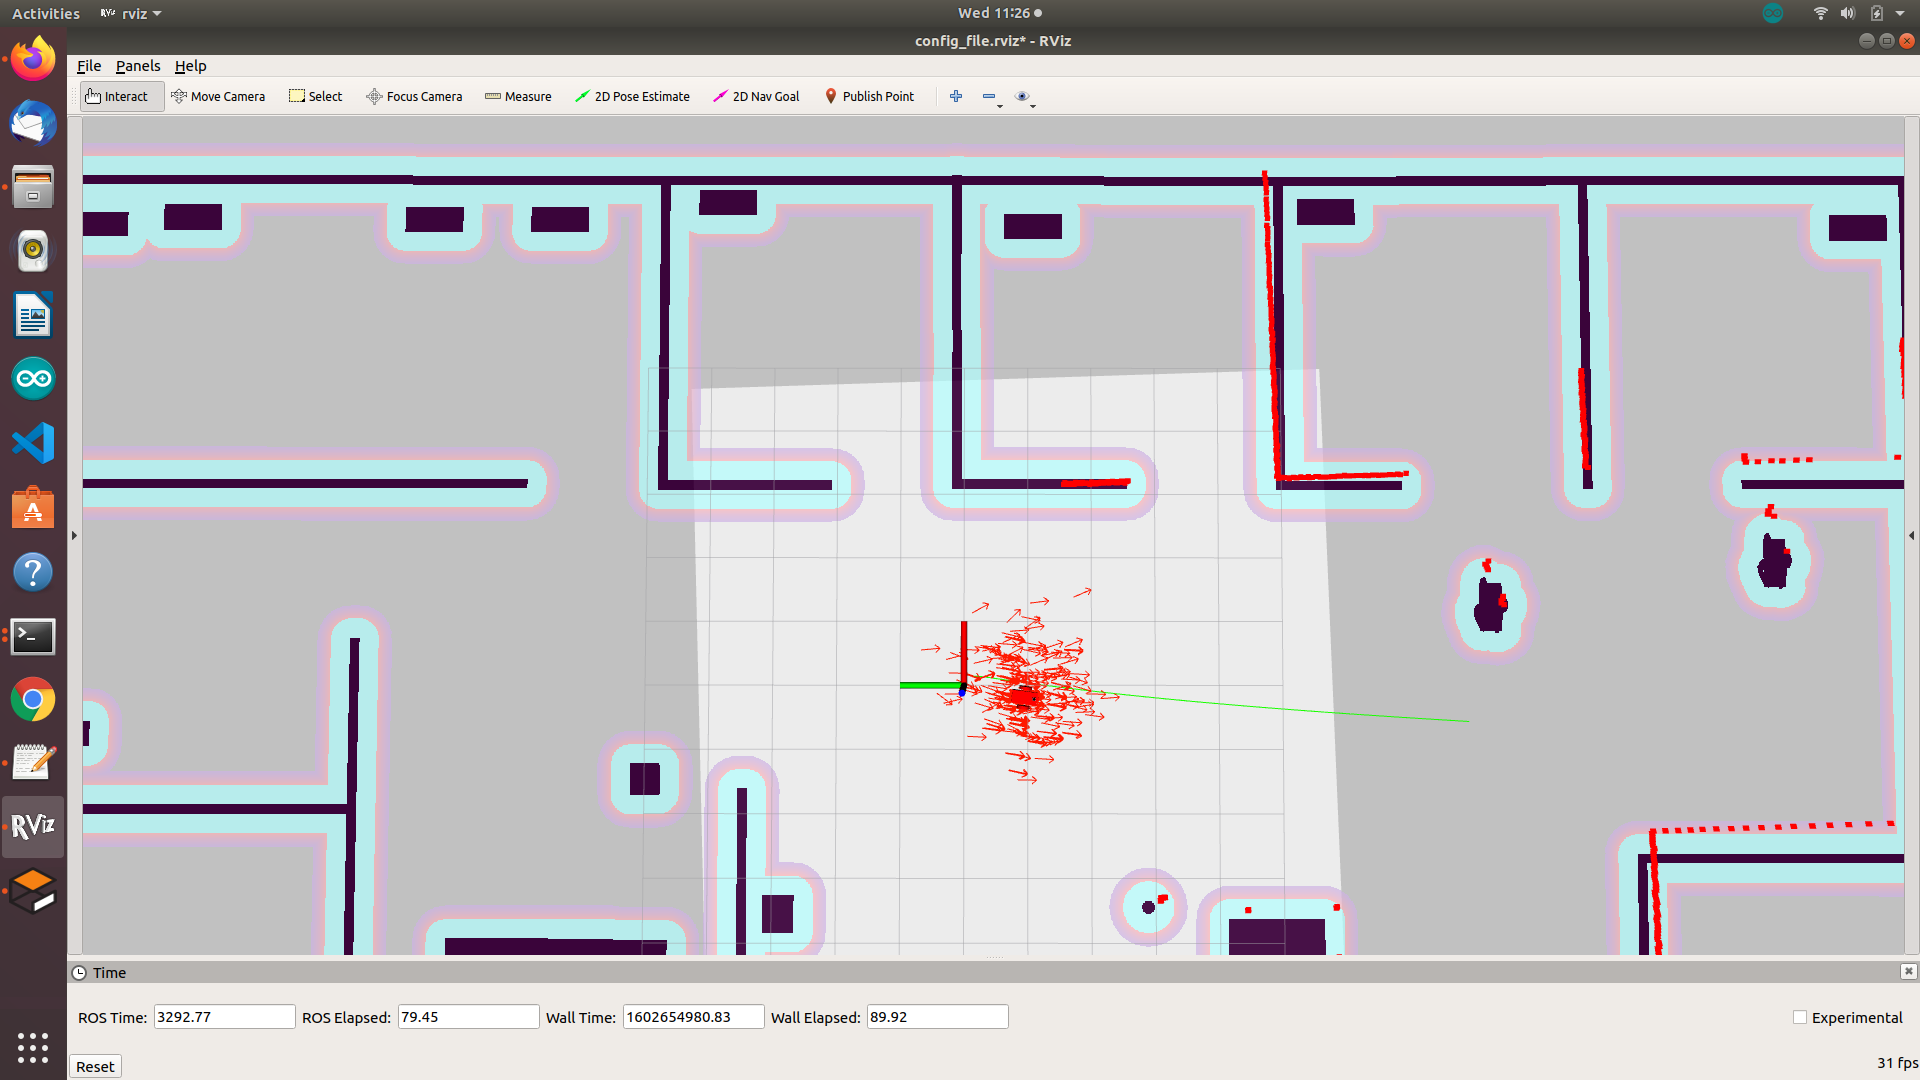 Activities RViz rviz Wed 11:26
config_file.rviz* - RViz
File Panels Help
Interact Move Camera Select Focus Camera Measure 2D Pose Estimate 2D Nav Goal Publish Point
RViz
Time
ROS Time: 3292.77 ROS Elapsed: 79.45 Wall Time: 1602654980.83 Wall Elapsed: 89.92 Experimental
Reset 31 fps